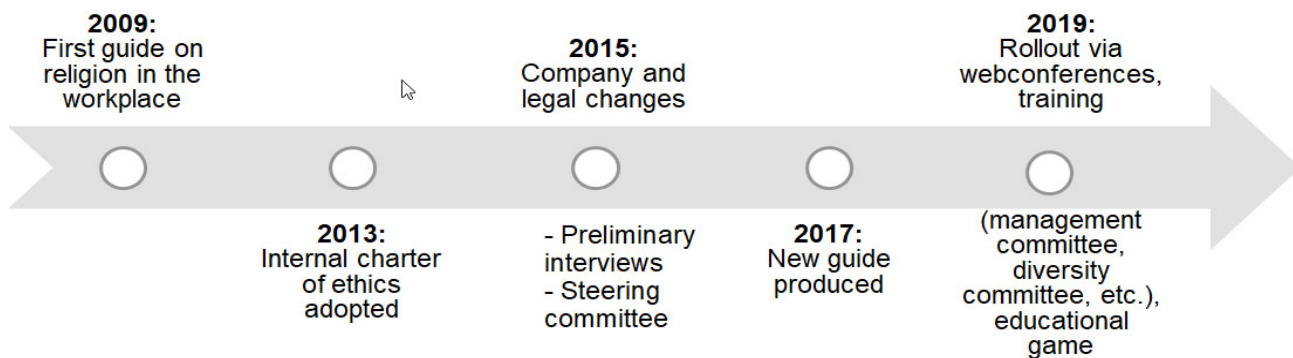 2009:
First guide on
religion in the
workplace
2013:
Internal charter
of ethics
adopted
2015:
Company and
legal changes
- Preliminary
interviews
- Steering
committee
2017:
New guide
produced
2019:
Rollout via
webconferences,
training
(management
committee,
diversity
committee, etc.),
educational
game